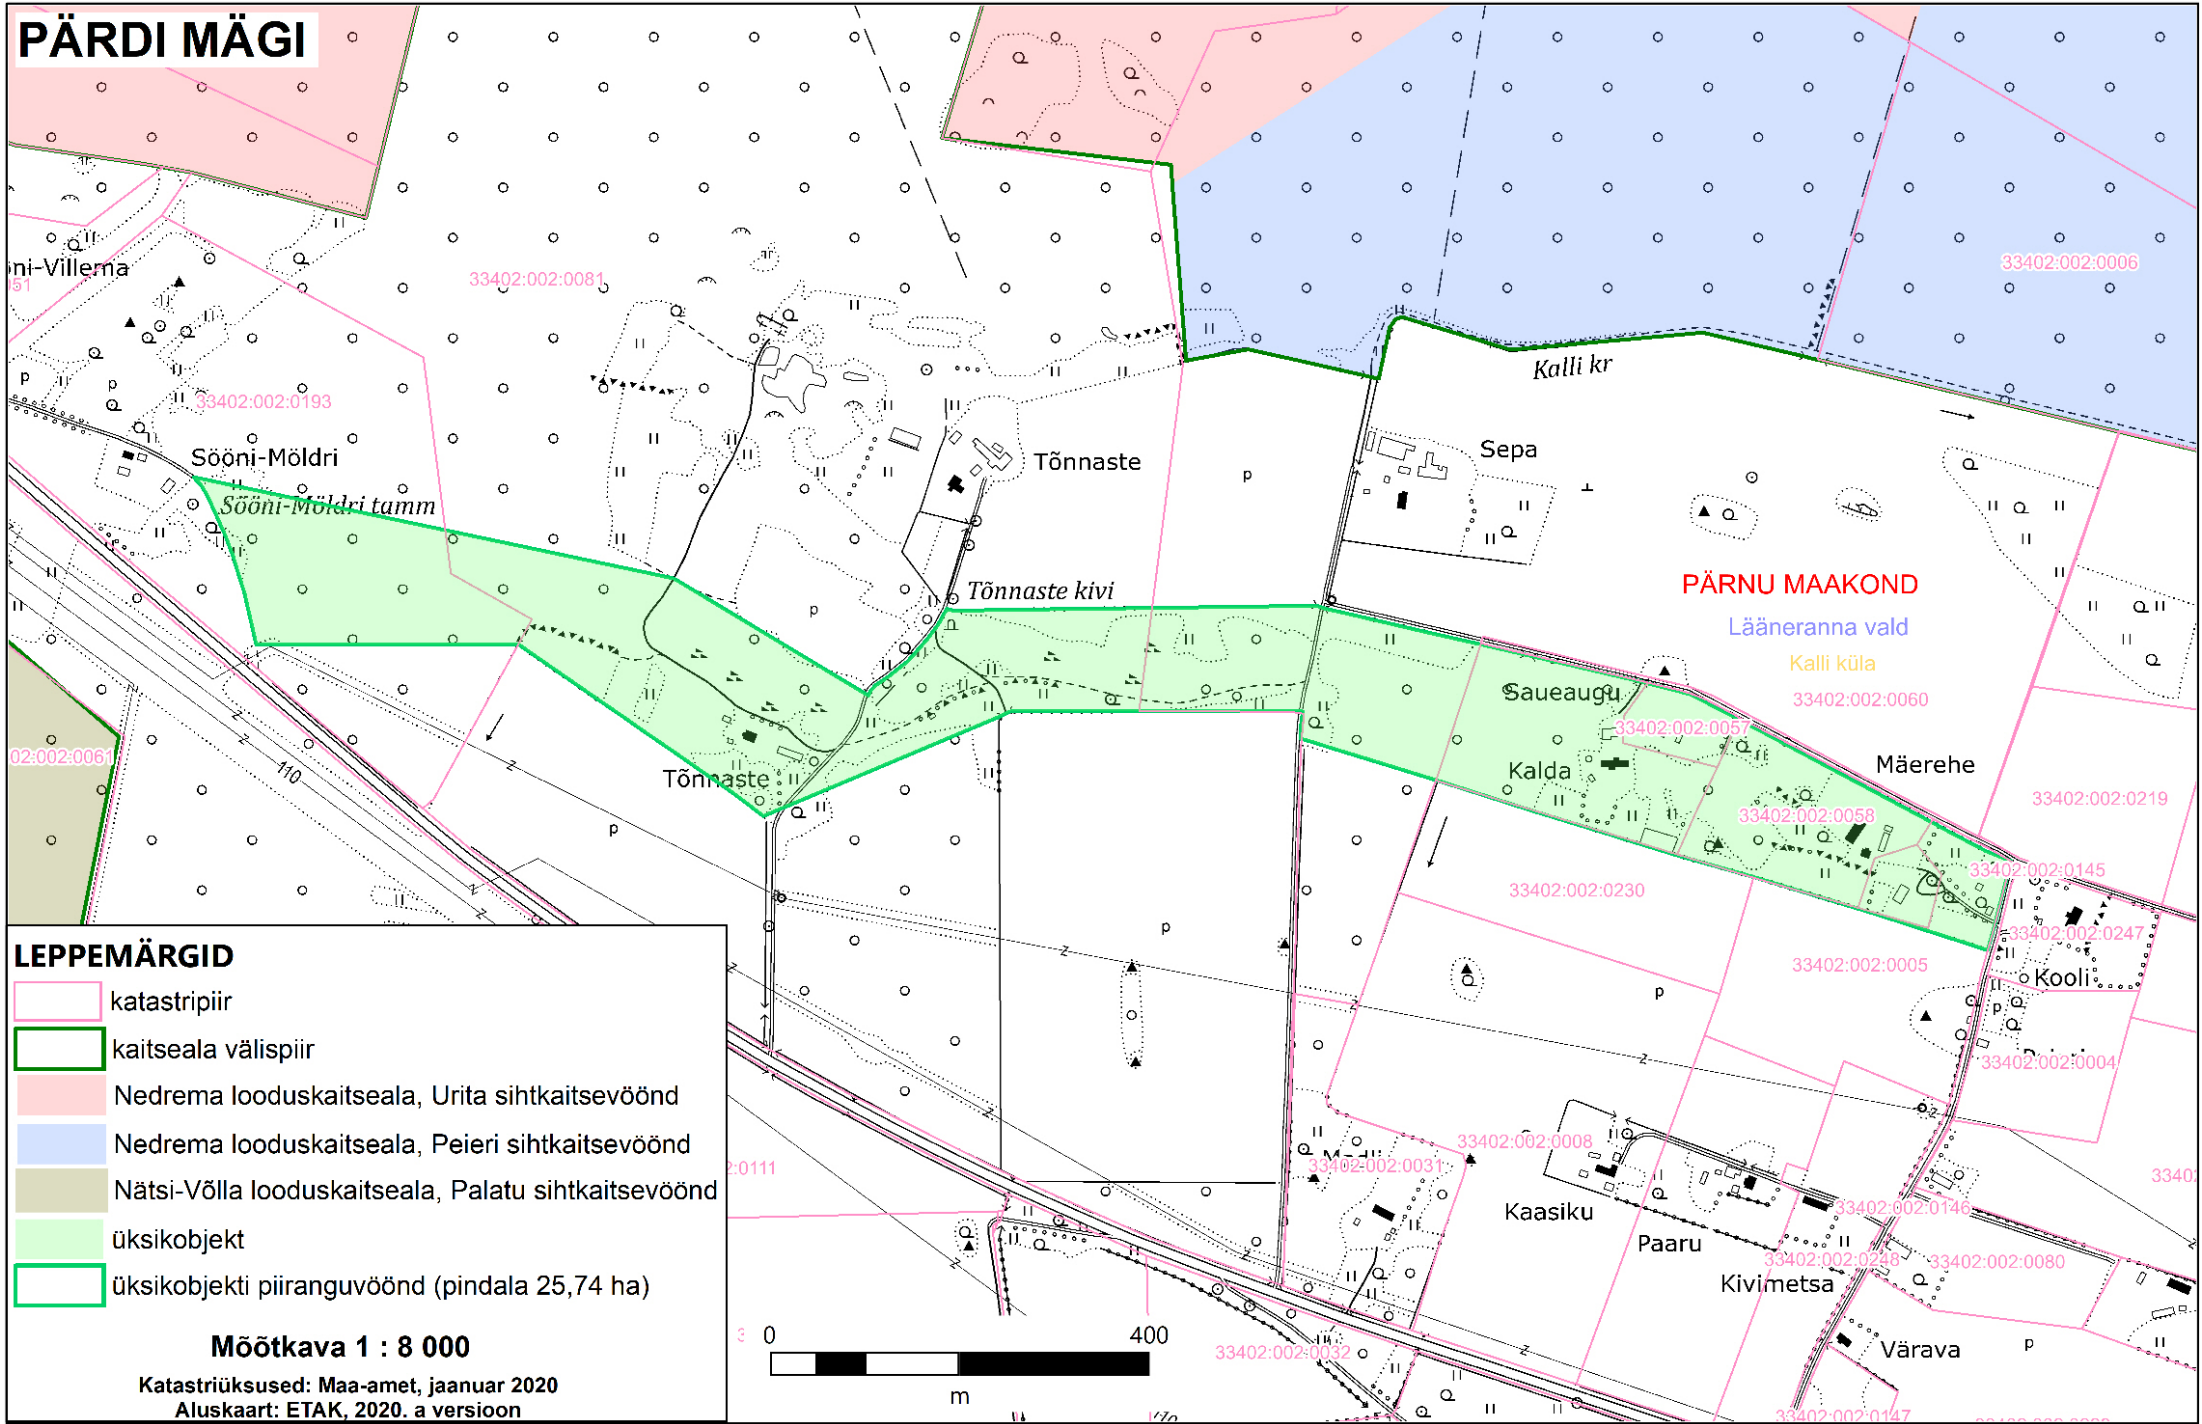 PÄRDI MÄGI
33402:002:0006
33402:002:0081
Kalli kr
33402:002:0193
Sööni-Möldri
Sööni-Möldri tamm
Tõnnaste
Sepa
Tõnnaste kivi
PÄRNU MAAKOND
Lääneranna vald
Kalli küla
33402:002:0060
Saueaugu
33402:002:0057
Mäerehe
Kalda
33402:002:0219
33402:002:0058
Tõnnaste
110
33402:002:0145
33402:002:0230
33402:002:0247
33402:002:0005
Kooli
33402:002:0004
33402:002:0008
33402:002:0031
Kaasiku
33402:002:0146
Paaru
33402:002:0248
33402:002:0080
Kivimetsa
Värava
33402:002:0032
33402:002:0147
LEPPEMÄRGID
katastripiir
kaitseala välispiir
Nedrema looduskaitseala, Urita sihtkaitsevöönd
Nedrema looduskaitseala, Peieri sihtkaitsevöönd
Nätsi-Võlla looduskaitseala, Palatu sihtkaitsevöönd
üksikobjekt
üksikobjekti piiranguvöönd (pindala 25,74 ha)
Mõõtkava 1 : 8 000
Katastriüksused: Maa-amet, jaanuar 2020
Aluskaart: ETAK, 2020. a versioon
0 400
m